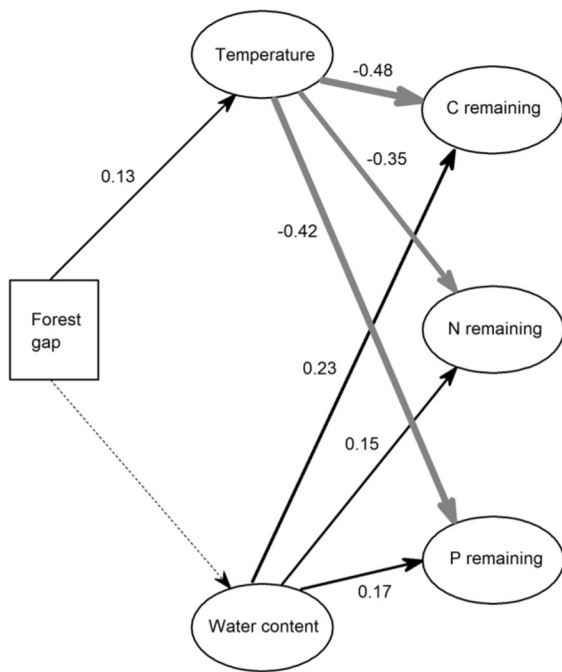 Temperature
-0.48
C remaining
0.13
-0.35
-0.42
Forest
gap
N remaining
0.23
0.15
P remaining
0.17
Water content